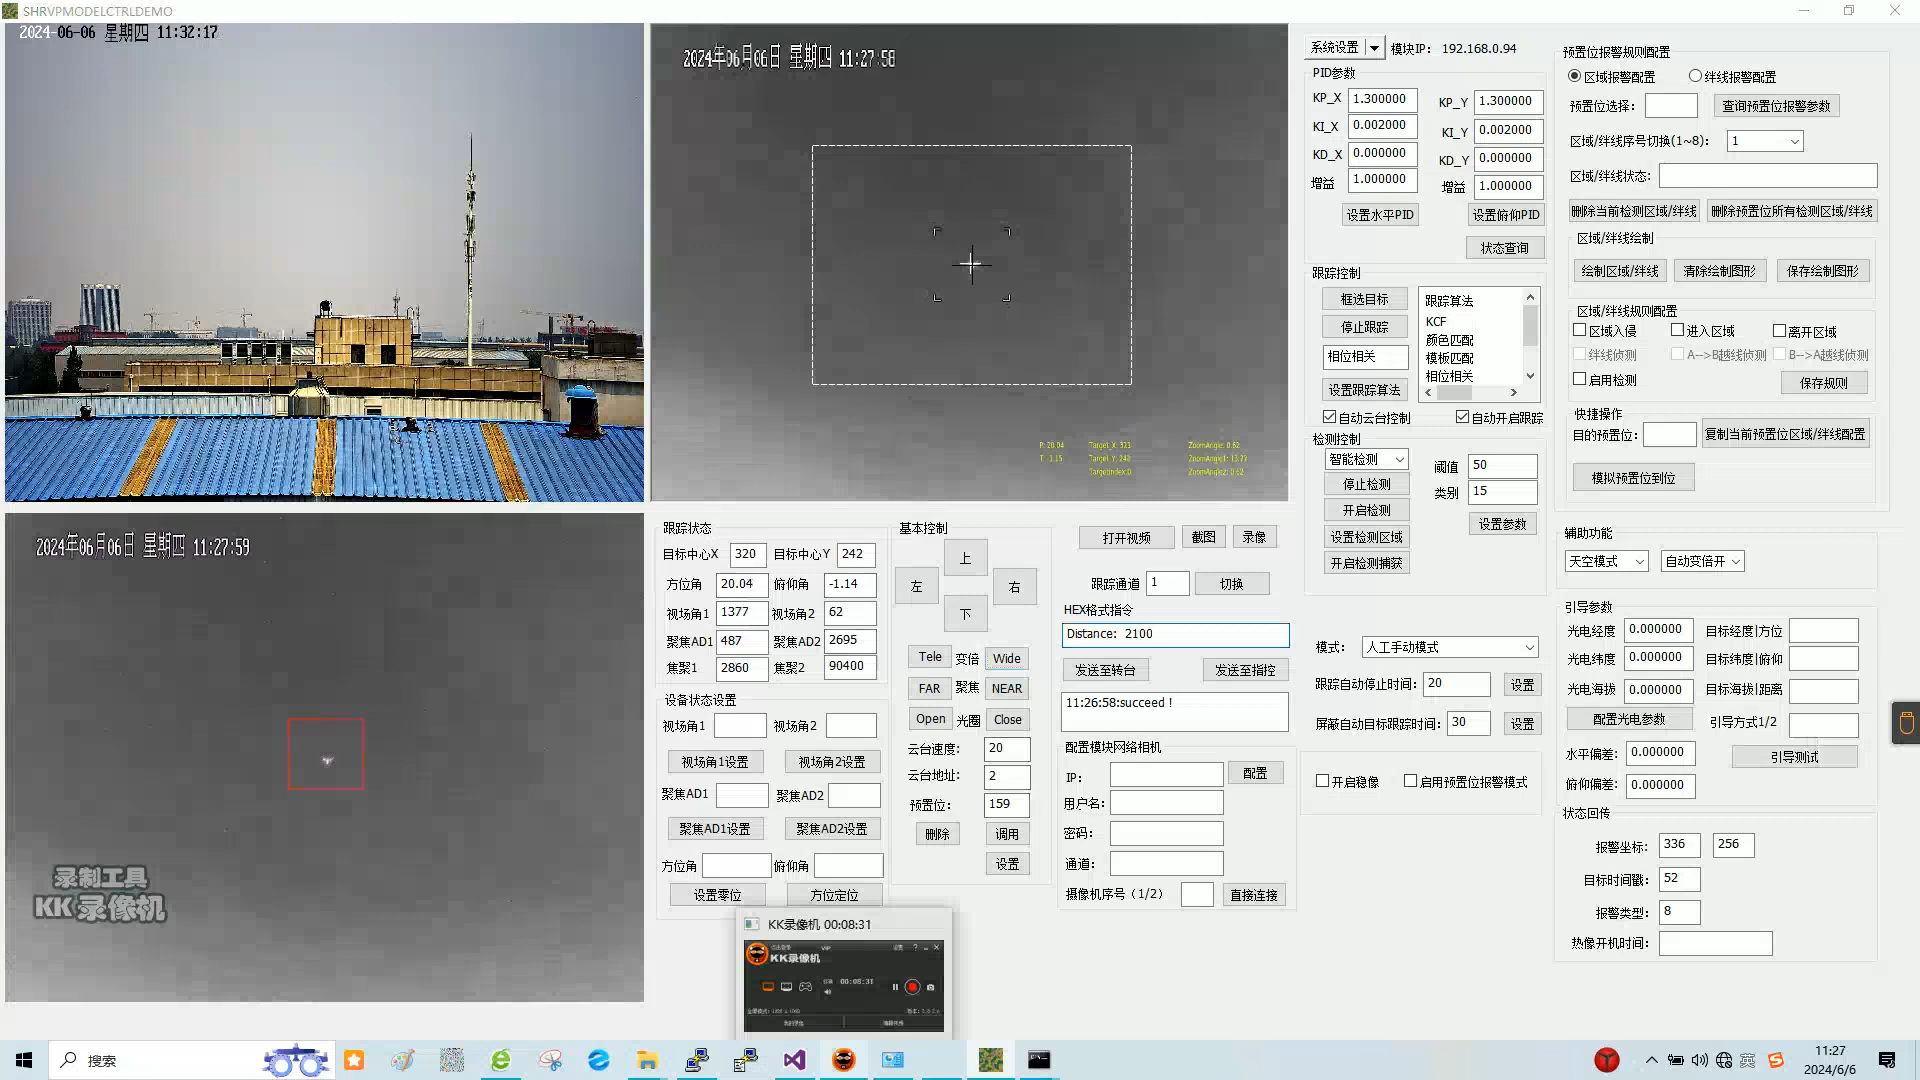 SHRVPMODELCTRLDEMO
2024-06-06 星期四 11:32:17
2024年06月06日 星期四 11:27:58
P: 20.04 Target_X: 323 ZoomAngle: 0.62
T: -1.15 Target_Y: 242 ZoomAngle1: 13.77
TargetIndex:0 ZoomAngle2: 0.62
2024年06月06日 星期四 11:27:59
录制工具
KK 录像机
系统设置 模块IP: 192.168.0.94
PID参数
KP_X 1.300000 KP_Y 1.300000
KI_X 0.002000 KI_Y 0.002000
KD_X 0.000000 KD_Y 0.000000
增益 1.000000 增益 1.000000
设置水平PID 设置俯仰PID
状态查询
跟踪控制
框选目标
停止跟踪
相位相关
设置跟踪算法
跟踪算法
KCF
颜色匹配
模板匹配
相位相关
自动云台控制 自动开启跟踪
检测控制
智能检测 阈值 50
停止检测 类别 15
开启检测 设置参数
设置检测区域
开启检测捕获
预置位报警规则配置
区域报警配置 绊线报警配置
预置位选择: 查询预置位报警参数
区域/绊线序号切换(1~8): 1
区域/绊线状态:
删除当前检测区域/绊线 删除预置位所有检测区域/绊线
区域/绊线绘制
绘制区域/绊线 清除绘制图形 保存绘制图形
区域/绊线规则配置
区域入侵 进入区域 离开区域
绊线侦测 A-->B越线侦测 B-->A越线侦测
启用检测 保存规则
快捷操作
目的预置位: 复制当前预置位区域/绊线配置
模拟预置位到位
跟踪状态
目标中心X 320 目标中心Y 242
方位角 20.04 俯仰角 -1.14
视场角1 1377 视场角2 62
聚焦AD1 487 聚焦AD2 2695
焦聚1 2860 焦聚2 90400
设备状态设置
视场角1 视场角2
视场角1设置 视场角2设置
聚焦AD1 聚焦AD2
聚焦AD1设置 聚焦AD2设置
方位角 俯仰角
设置零位 方位定位
基本控制
上
左 右
下
Tele 变倍 Wide
FAR 聚焦 NEAR
Open 光圈 Close
云台速度: 20
云台地址: 2
预置位: 159
删除 调用
设置
打开视频 截图 录像
跟踪通道 1 切换
HEX格式指令
Distance: 2100
发送至转台 发送至指控
11:26:58:succeed !
配置模块网络相机
IP: 配置
用户名:
密码:
通道:
摄像机序号 (1/2) 直接连接
模式: 人工手动模式
跟踪自动停止时间: 20 设置
屏蔽自动目标跟踪时间: 30 设置
开启稳像 启用预置位报警模式
辅助功能
天空模式 自动变倍开
引导参数
光电经度 0.000000 目标经度|方位
光电纬度 0.000000 目标纬度|俯仰
光电海拔 0.000000 目标海拔|距离
配置光电参数 引导方式1/2
水平偏差: 0.000000 引导测试
俯仰偏差: 0.000000
状态回传
报警坐标: 336 256
目标时间戳: 52
报警类型: 8
热像开机时间:
KK录像机 00:08:31
KK录像机
00:08:31
搜索
英
11:27
2024/6/6